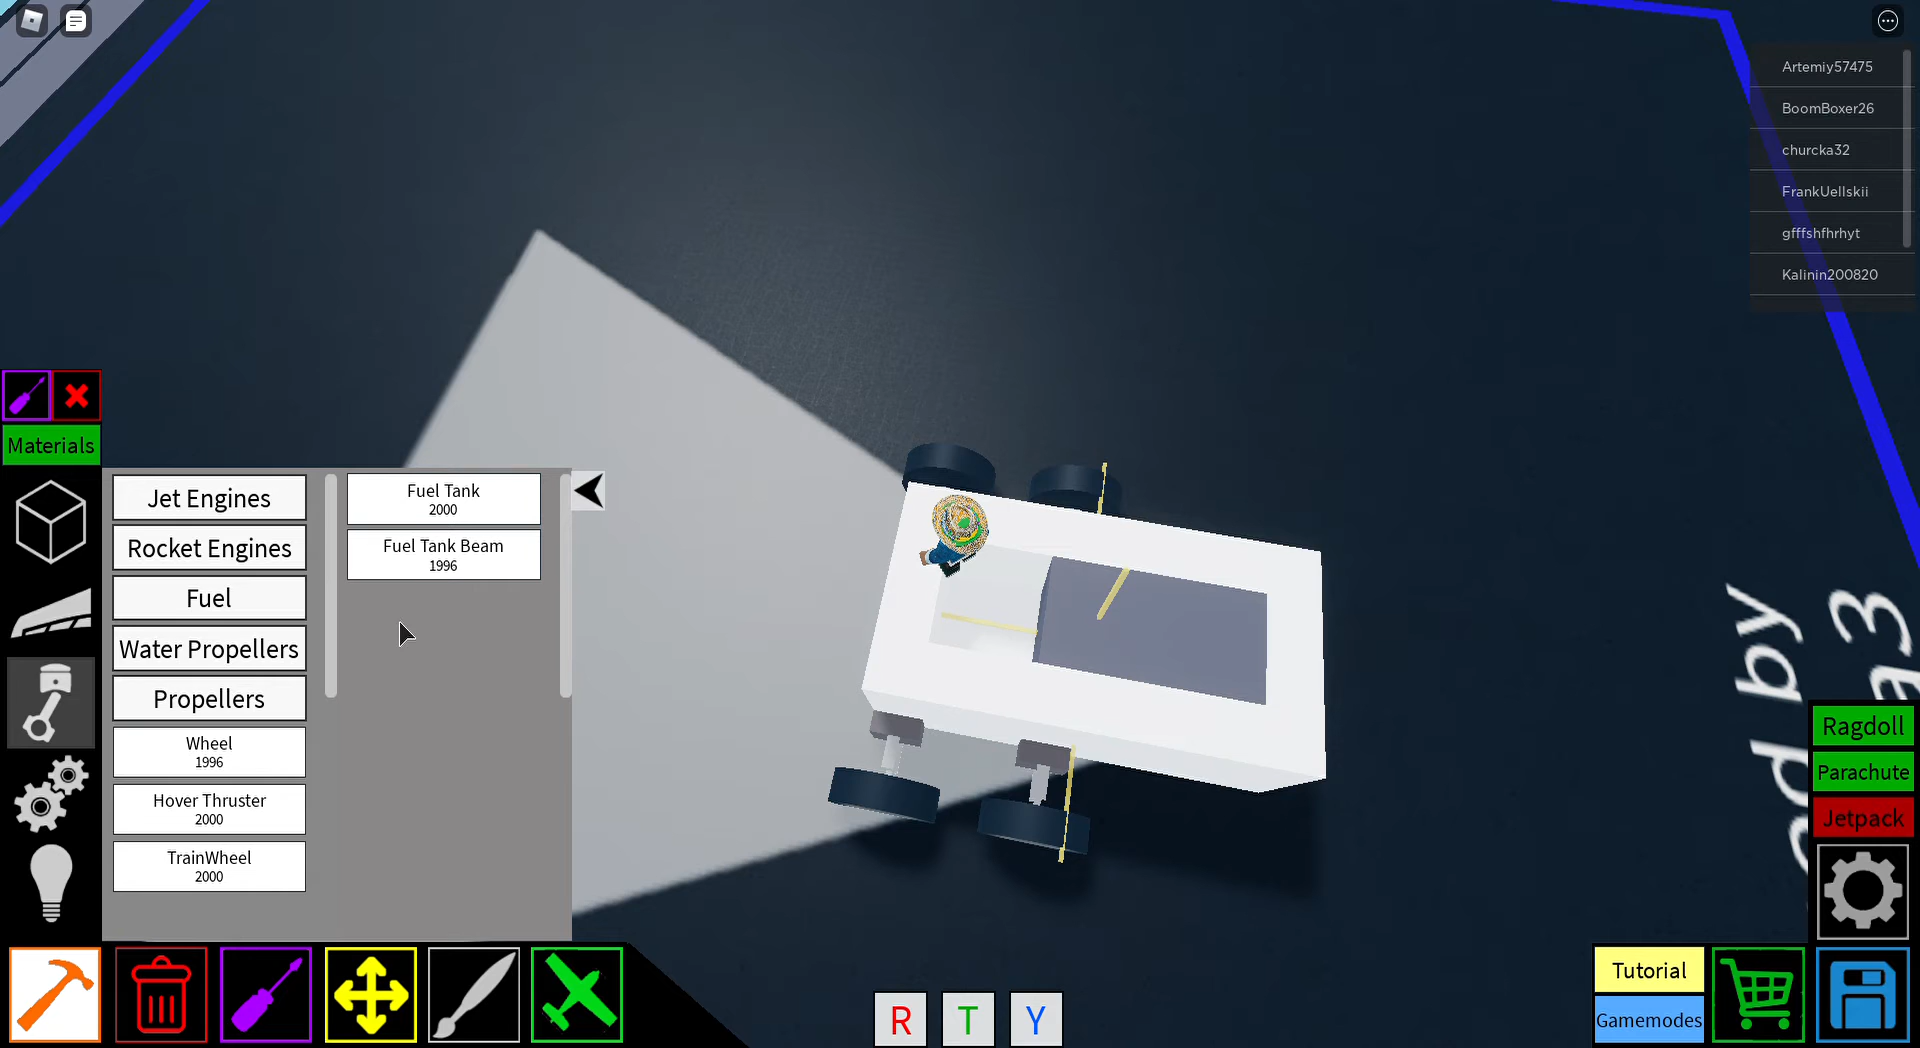 Artemiy57475
BoomBoxer26
churcka32
FrankUellskii
gfffshfhrhyt
Kalinin200820
Materials
Jet Engines
Rocket Engines
Fuel
Water Propellers
Propellers
Wheel
1996
Hover Thruster
2000
TrainWheel
2000
Fuel Tank
2000
Fuel Tank Beam
1996
by
Ragdoll
Parachute
Jetpack
Tutorial
Gamemodes
R T Y